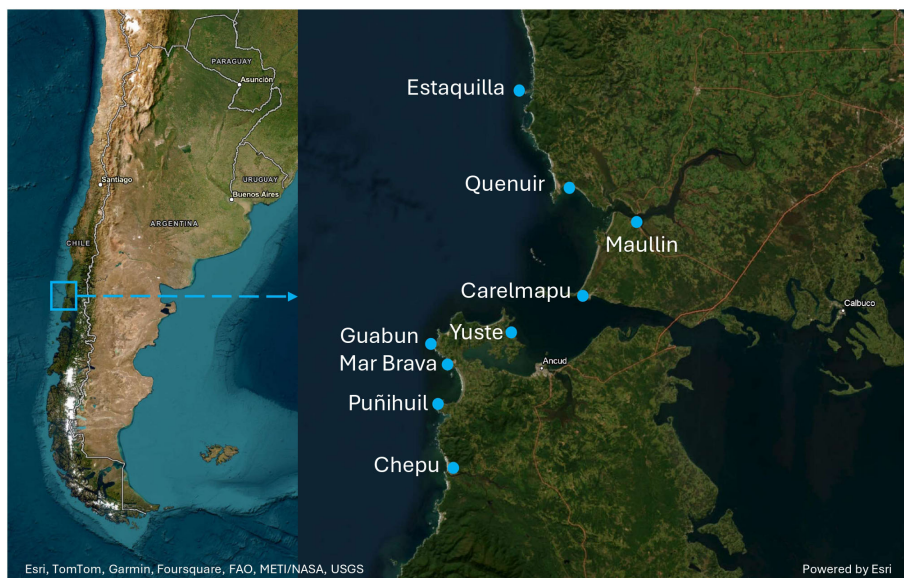 PARAGUAY
Asunción
Santiago
URUGUAY
Buenos Aires
ARGENTINA
CHILE
Estaquilla
Quenuir
Maullin
Carelmapu
Calbuco
Yuste
Guabun
Mar Brava
Ancud
Puñihuil
Chepu
Esri, TomTom, Garmin, Foursquare, FAO, METI/NASA, USGS
Powered by Esri